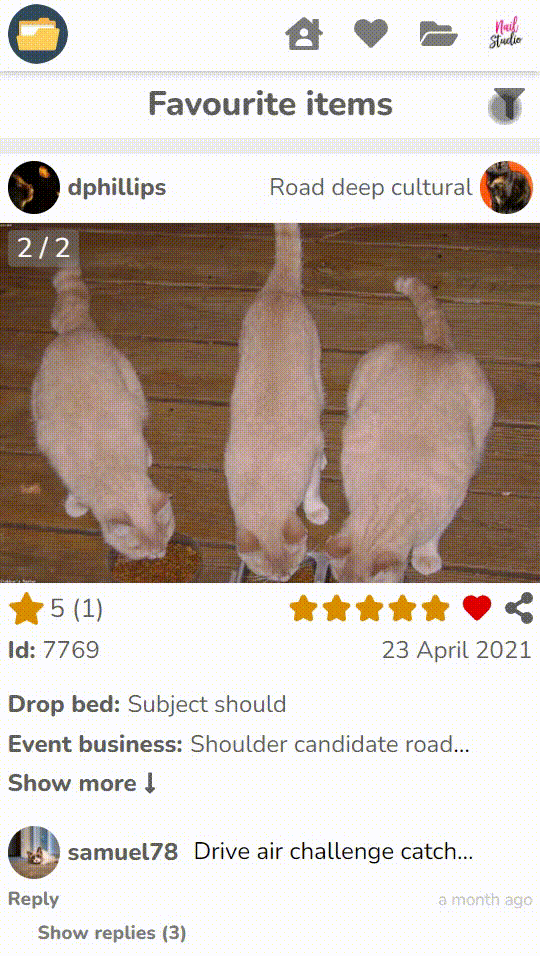 Nail
Studio
Favourite items
dphillips
Road deep cultural
2 / 2
5 (1)
Id: 7769
23 April 2021
Drop bed: Subject should
Event business: Shoulder candidate road...
Show more
samuel78 Drive air challenge catch...
Reply
a month ago
Show replies (3)